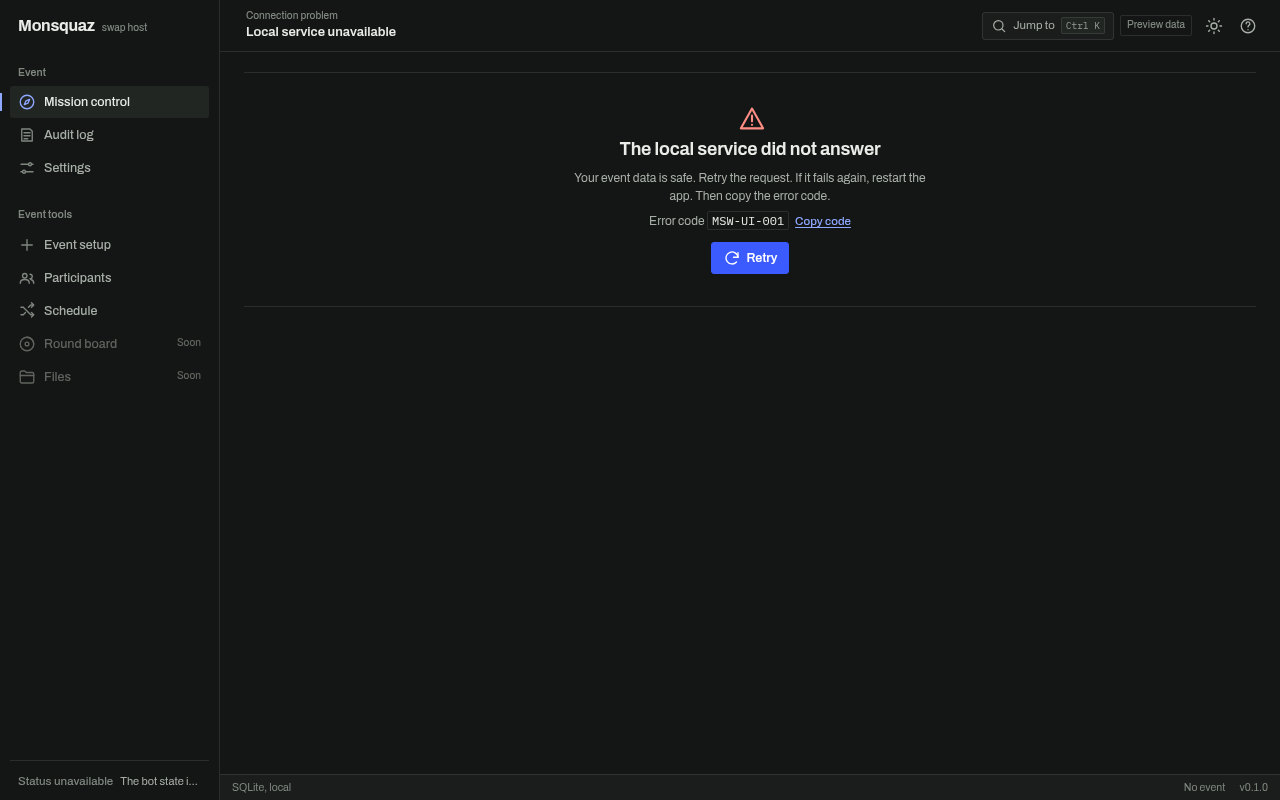 Monsquaz swap host
Event
Mission control
Audit log
Settings
Event tools
Event setup
Participants
Schedule
Round board Soon
Files Soon
Status unavailable The bot state i...
Connection problem
Local service unavailable
Jump to Ctrl K
Preview data
The local service did not answer
Your event data is safe. Retry the request. If it fails again, restart the
app. Then copy the error code.
Error code MSW-UI-001 Copy code
Retry
SQLite, local
No event v0.1.0